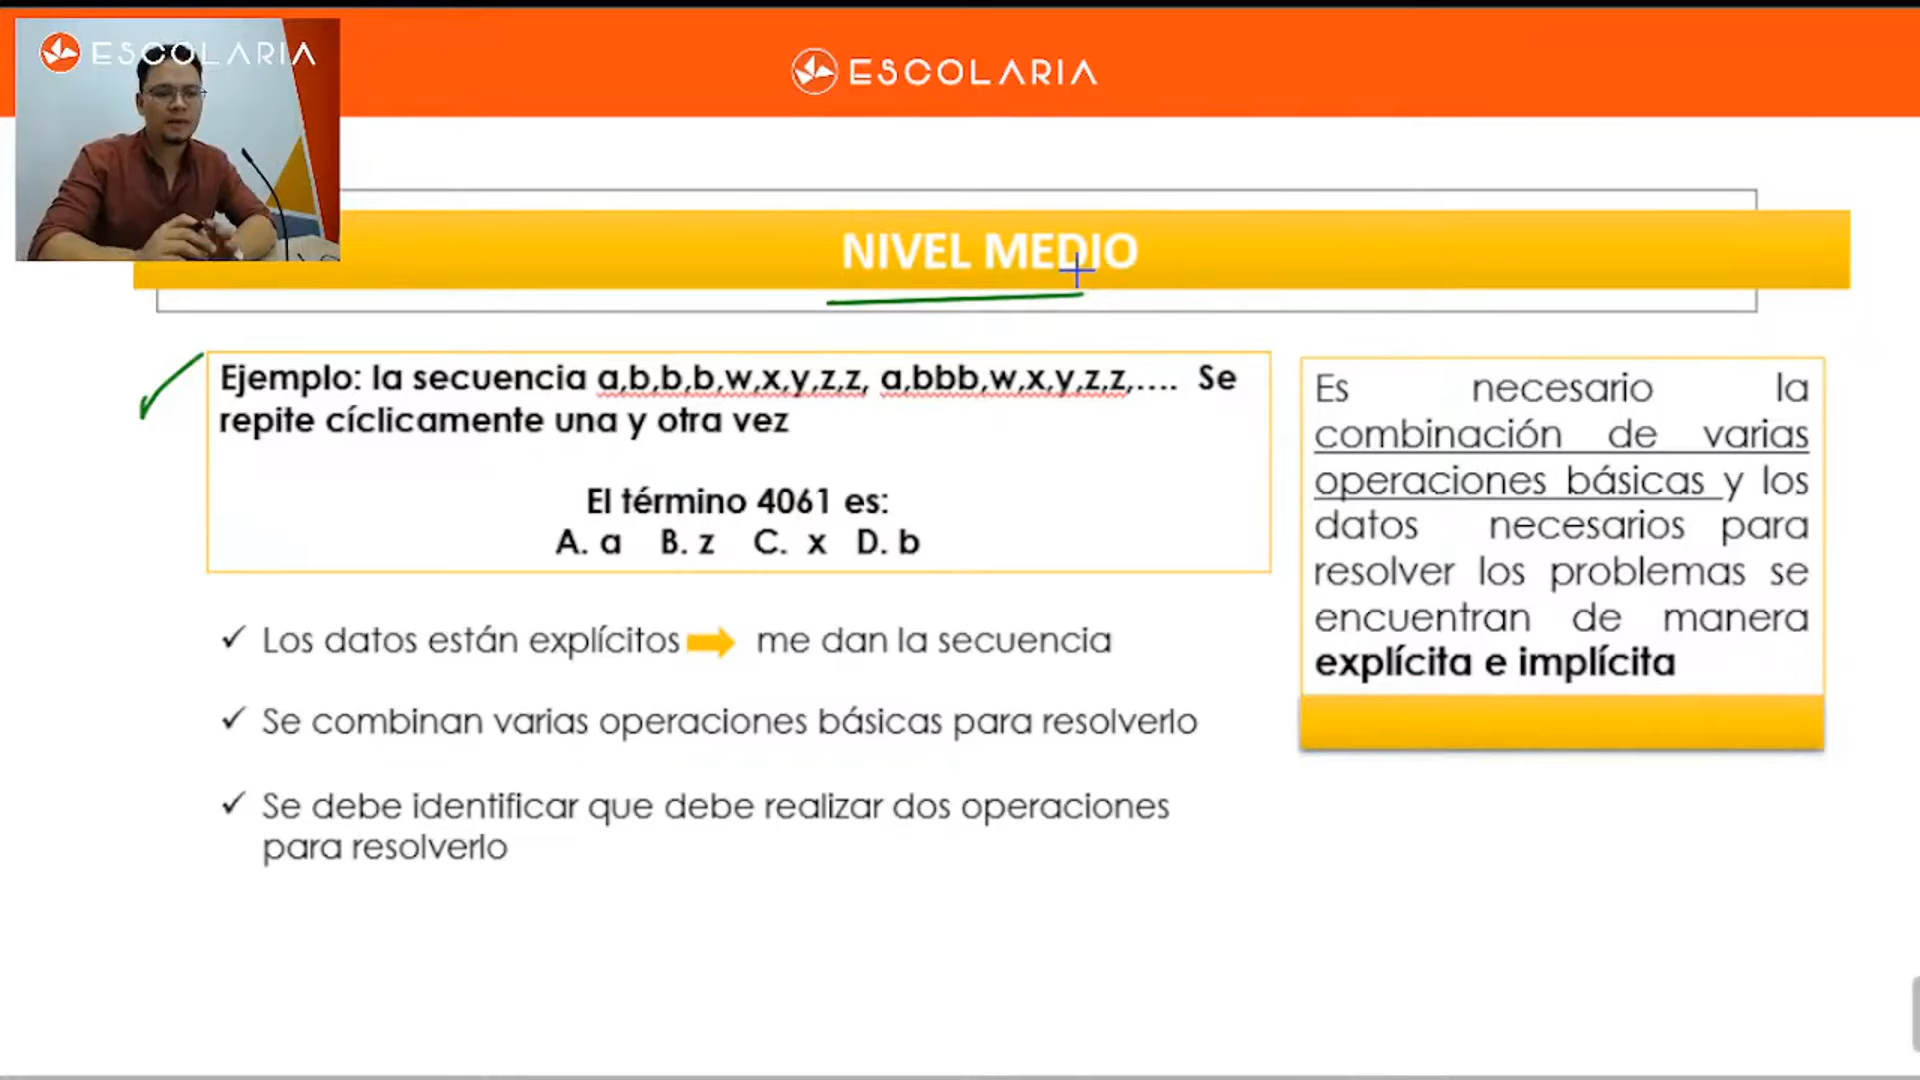 ESCOLARIA
ESCOLARIA
NIVEL MEDIO
Ejemplo: la secuencia a,b,b,b,w,x,y,z,z, a,bbb,w,x,y,z,z,.... Se
repite cíclicamente una y otra vez
El término 4061 es:
A. a B. z C. x D. b
Es necesario la
combinación de varias
operaciones básicas y los
datos necesarios para
resolver los problemas se
encuentran de manera
explícita e implícita
✓ Los datos están explícitos me dan la secuencia
✓ Se combinan varias operaciones básicas para resolverlo
✓ Se debe identificar que debe realizar dos operaciones
para resolverlo